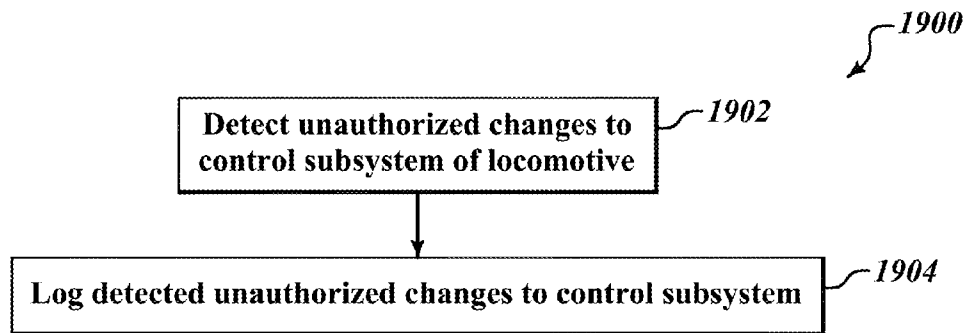 1900
Detect unauthorized changes to
control subsystem of locomotive
1902
Log detected unauthorized changes to control subsystem
1904